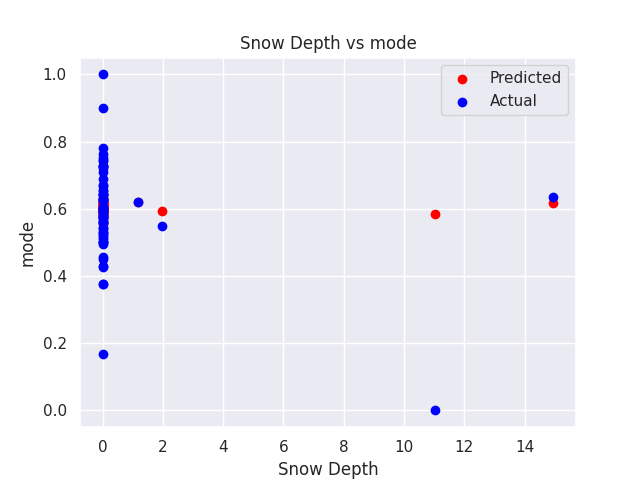 Snow Depth vs mode
Predicted
Actual
1.0
0.8
0.6
0.4
0.2
0.0
mode
0 2 4 6 8 10 12 14
Snow Depth